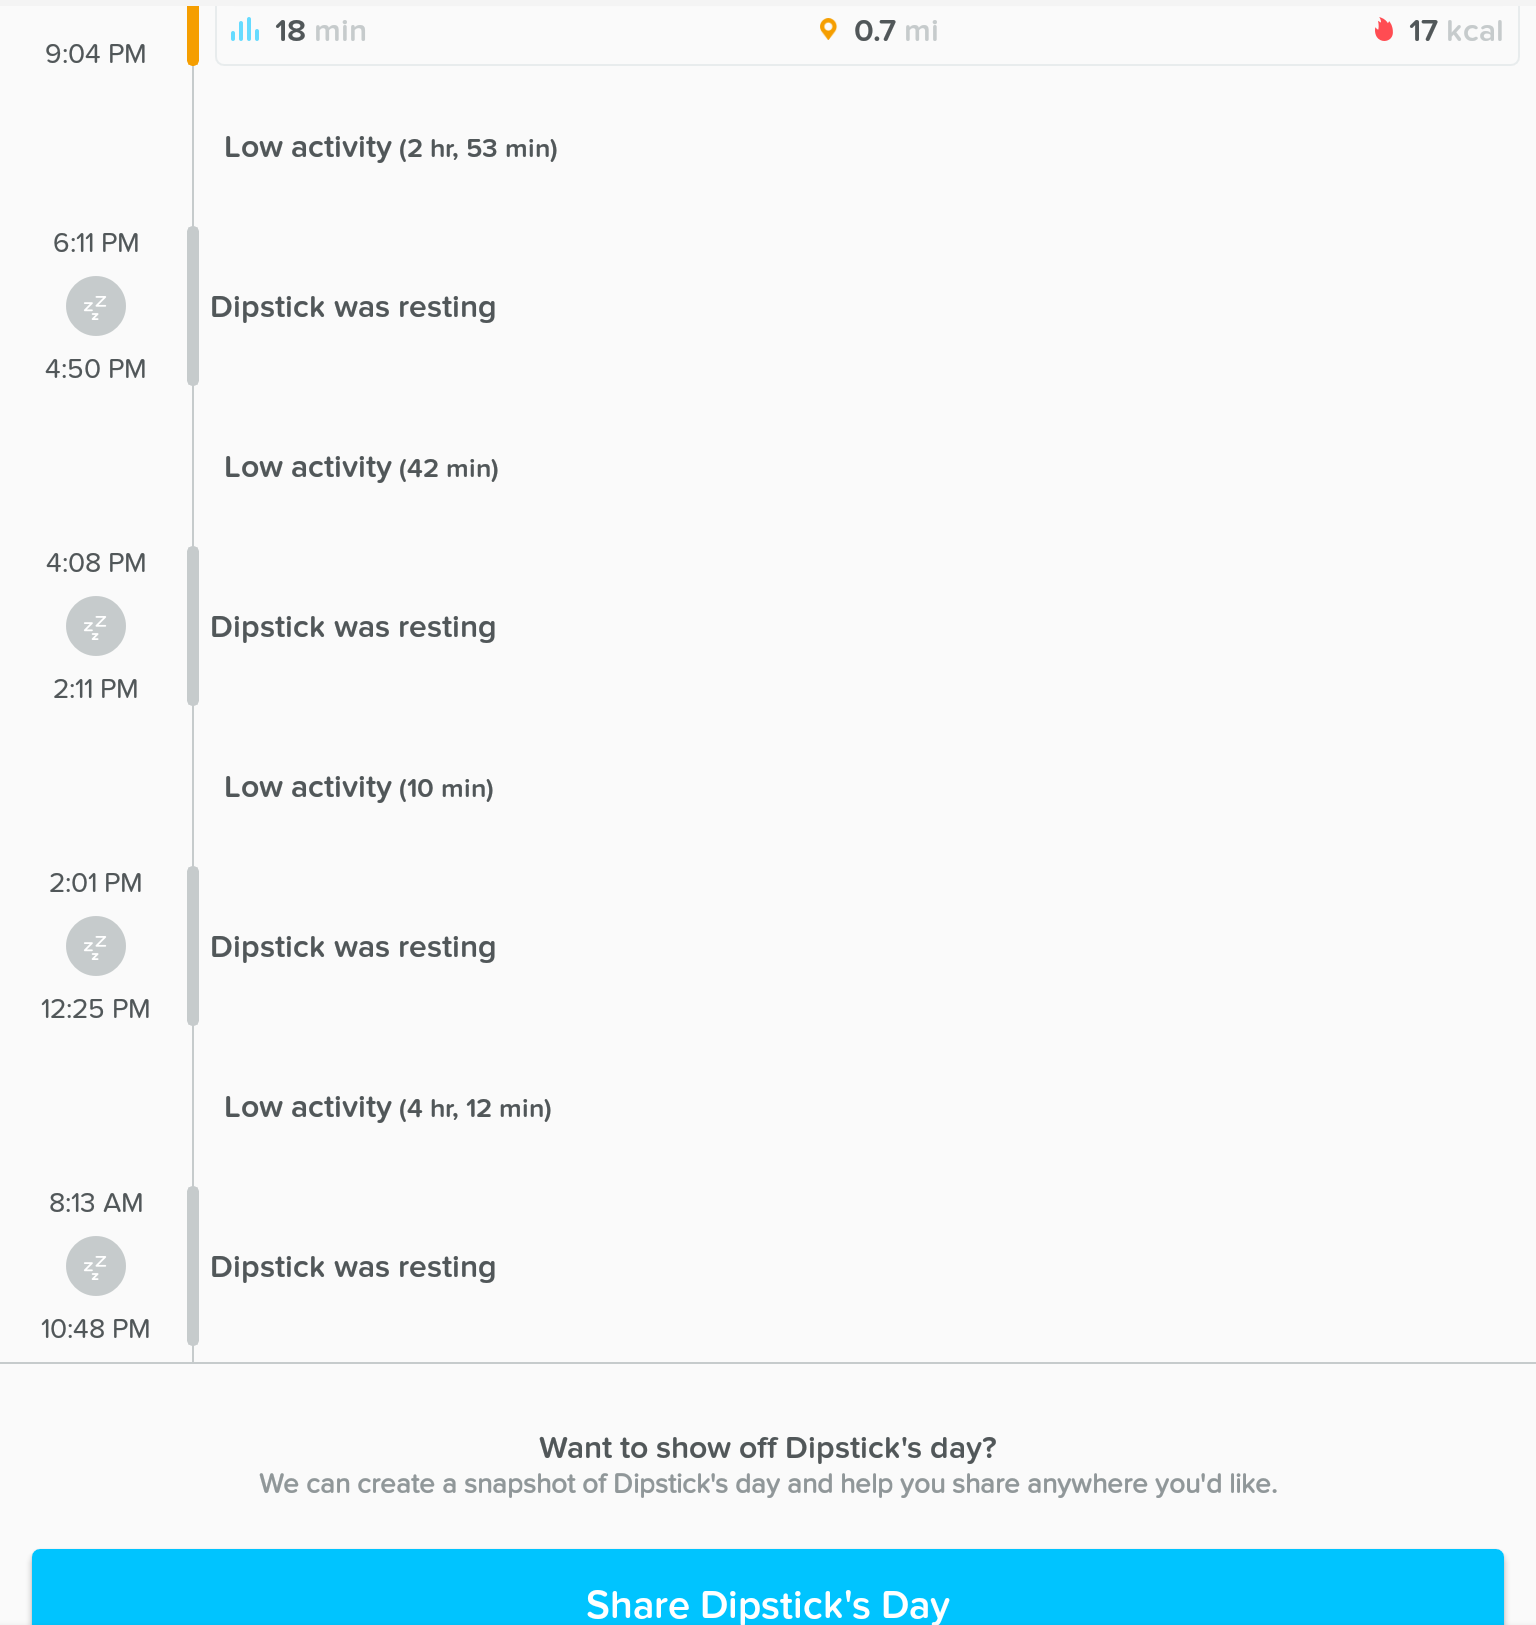 18 min 0.7 mi 17 kcal
9:04 PM
Low activity (2 hr, 53 min)
6:11 PM
zzz
Dipstick was resting
4:50 PM
Low activity (42 min)
4:08 PM
zzz
Dipstick was resting
2:11 PM
Low activity (10 min)
2:01 PM
zzz
Dipstick was resting
12:25 PM
Low activity (4 hr, 12 min)
8:13 AM
zzz
Dipstick was resting
10:48 PM
Want to show off Dipstick's day?
We can create a snapshot of Dipstick's day and help you share anywhere you'd like.
Share Dipstick's Day